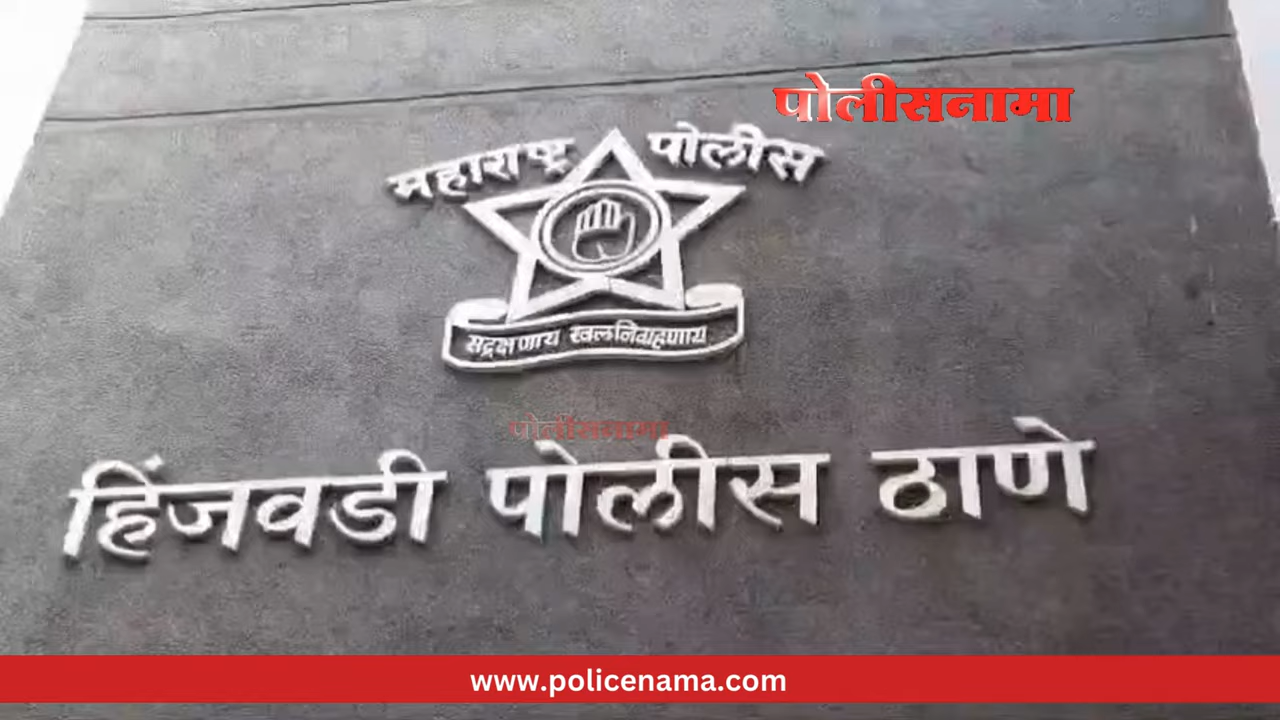 पोलीसनामा
महाराष्ट्र पोलीस
सद्रक्षणाय खलनिग्रहणाय
पोलीसनामा
हिंजवडी पोलीस ठाणे
www.policenama.com